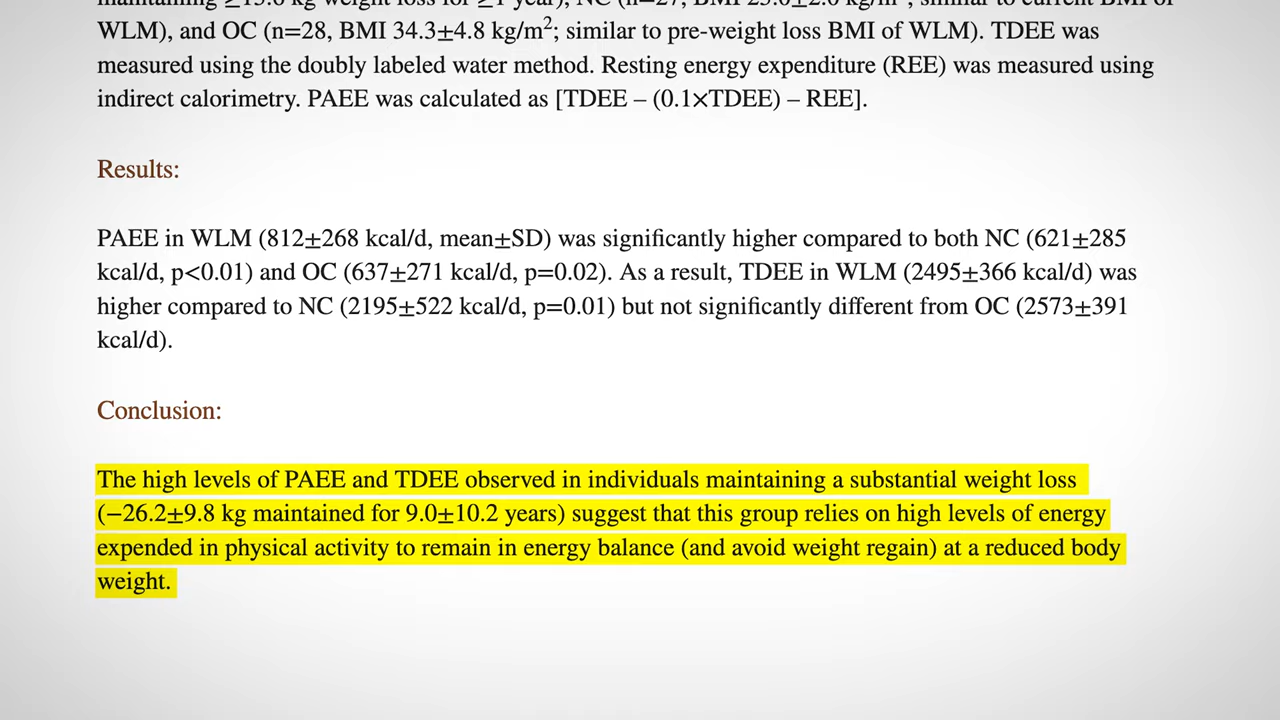 WLM), and OC (n=28, BMI 34.3±4.8 kg/m²; similar to pre-weight loss BMI of WLM). TDEE was
measured using the doubly labeled water method. Resting energy expenditure (REE) was measured using
indirect calorimetry. PAEE was calculated as [TDEE – (0.1×TDEE) – REE].
Results:
PAEE in WLM (812±268 kcal/d, mean±SD) was significantly higher compared to both NC (621±285
kcal/d, p<0.01) and OC (637±271 kcal/d, p=0.02). As a result, TDEE in WLM (2495±366 kcal/d) was
higher compared to NC (2195±522 kcal/d, p=0.01) but not significantly different from OC (2573±391
kcal/d).
Conclusion:
The high levels of PAEE and TDEE observed in individuals maintaining a substantial weight loss
(−26.2±9.8 kg maintained for 9.0±10.2 years) suggest that this group relies on high levels of energy
expended in physical activity to remain in energy balance (and avoid weight regain) at a reduced body
weight.